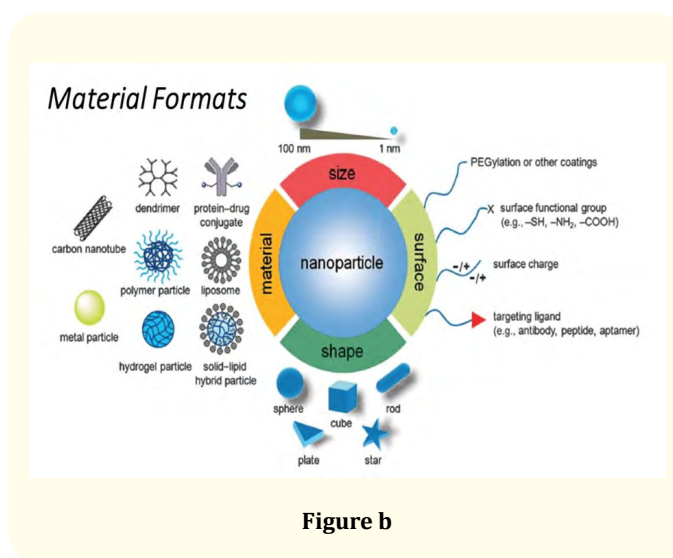 Material Formats
100 nm
1 nm
size
material
nanoparticle
surface
shape
dendrimer
protein–drug
conjugate
carbon nanotube
polymer particle
liposome
metal particle
hydrogel particle
solid–lipid
hybrid particle
PEGylation or other coatings
X
surface functional group
(e.g., –SH, –NH₂, –COOH)
–/+
–/+
surface charge
targeting ligand
(e.g., antibody, peptide, aptamer)
sphere
cube
rod
plate
star
Figure b